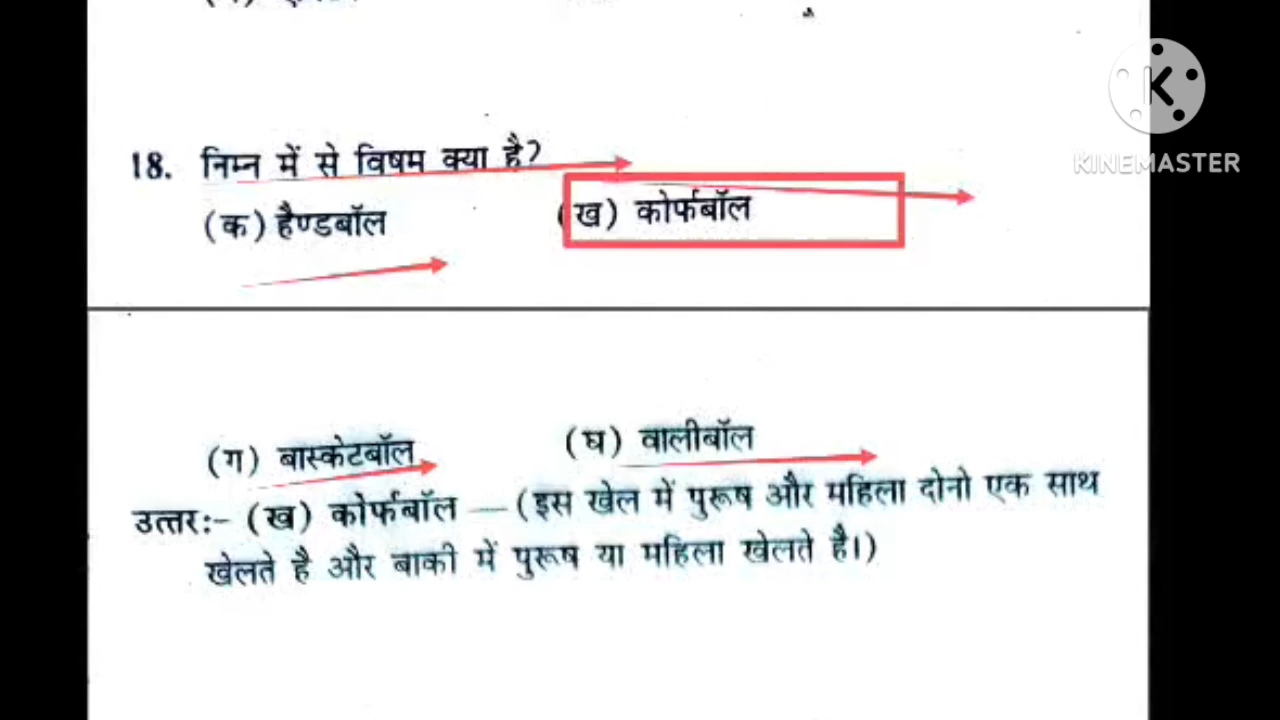 KINEMASTER
18. निम्न में से विषम क्या है?
(क) हैण्डबॉल (ख) कोर्फबॉल
(ग) बास्केटबॉल (घ) वालीबॉल
उत्तर:- (ख) कोर्फबॉल — (इस खेल में पुरूष और महिला दोनो एक साथ
खेलते है और बाकी में पुरूष या महिला खेलते है।)